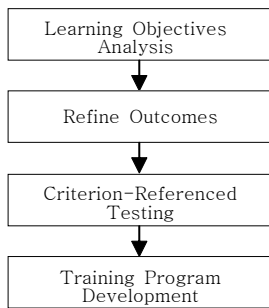 Learning Objectives
Analysis
Refine Outcomes
Criterion-Referenced
Testing
Training Program
Development